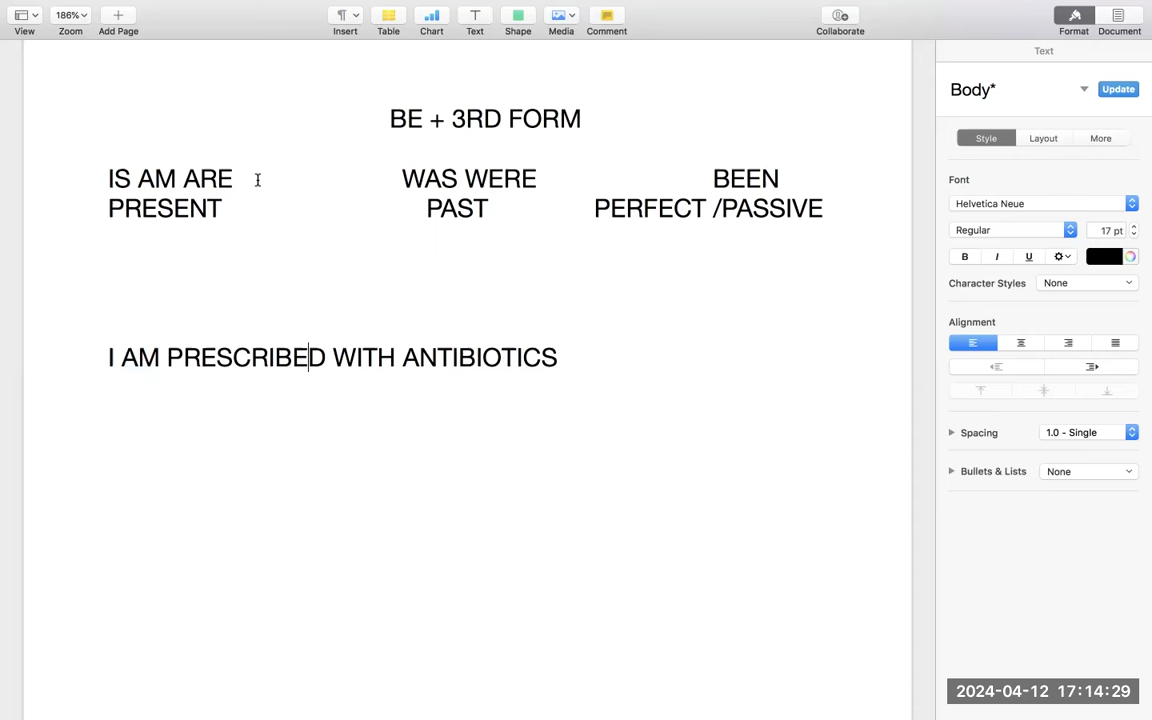 186%
View
Zoom
Add Page
Insert
Table
Chart
Text
Shape
Media
Comment
Collaborate
Format
Document
BE + 3RD FORM
IS AM ARE WAS WERE BEEN
PRESENT PAST PERFECT /PASSIVE
I AM PRESCRIBED WITH ANTIBIOTICS
Text
Body*
Update
Style
Layout
More
Font
Helvetica Neue
Regular
17 pt
B I U
Character Styles
None
Alignment
Spacing
1.0 - Single
Bullets & Lists
None
2024-04-12 17:14:29